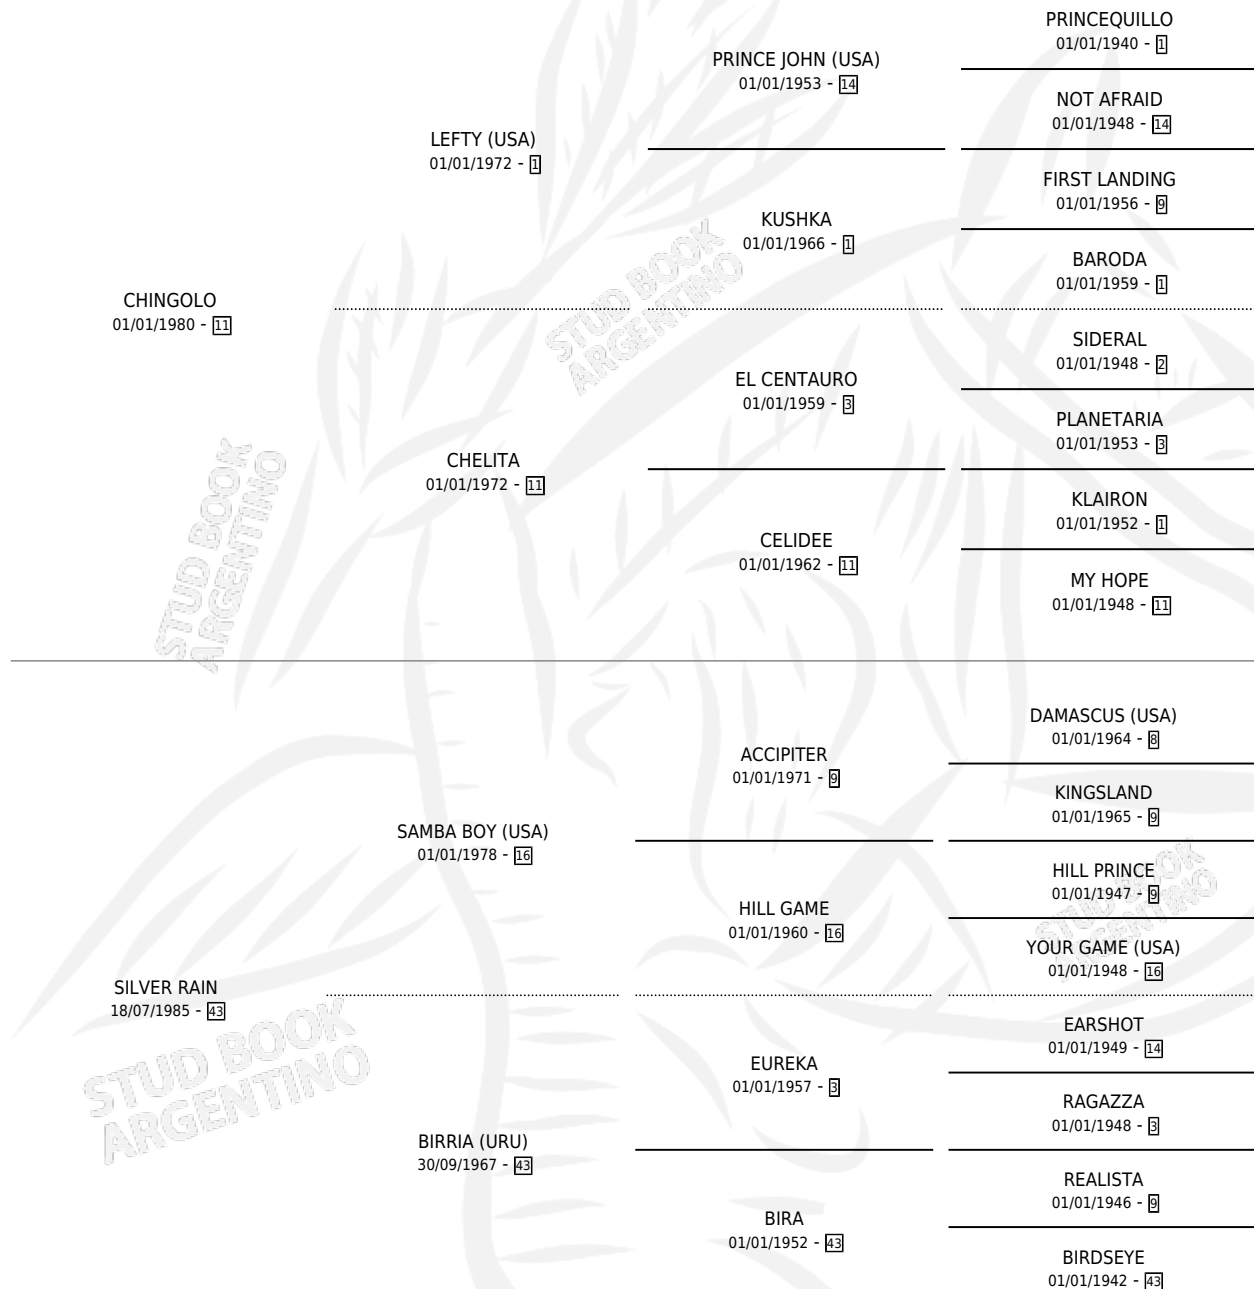 PRINCEQUILLO
01/01/1940 - 1
PRINCE JOHN (USA)
01/01/1953 - 14
NOT AFRAID
01/01/1948 - 14
LEFTY (USA)
01/01/1972 - 1
FIRST LANDING
01/01/1956 - 9
KUSHKA
01/01/1966 - 1
BARODA
01/01/1959 - 1
CHINGOLO
01/01/1980 - 11
STUD BOOK
ARGENTINO
SIDERAL
01/01/1948 - 2
EL CENTAURO
01/01/1959 - 3
PLANETARIA
01/01/1953 - 3
CHELITA
01/01/1972 - 11
KLAIRON
01/01/1952 - 1
CELIDEE
01/01/1962 - 11
MY HOPE
01/01/1948 - 11
STUD BOOK
ARGENTINO
DAMASCUS (USA)
01/01/1964 - 8
ACCIPITER
01/01/1971 - 9
KINGSLAND
01/01/1965 - 9
SAMBA BOY (USA)
01/01/1978 - 16
HILL PRINCE
01/01/1947 - 9
HILL GAME
01/01/1960 - 16
STUD BOOK
ARGENTINO
YOUR GAME (USA)
01/01/1948 - 16
SILVER RAIN
18/07/1985 - 43
STUD BOOK
ARGENTINO
EARSHOT
01/01/1949 - 14
EUREKA
01/01/1957 - 3
RAGAZZA
01/01/1948 - 3
BIRRIA (URU)
30/09/1967 - 43
REALISTA
01/01/1946 - 9
BIRA
01/01/1952 - 43
BIRDSEYE
01/01/1942 - 43